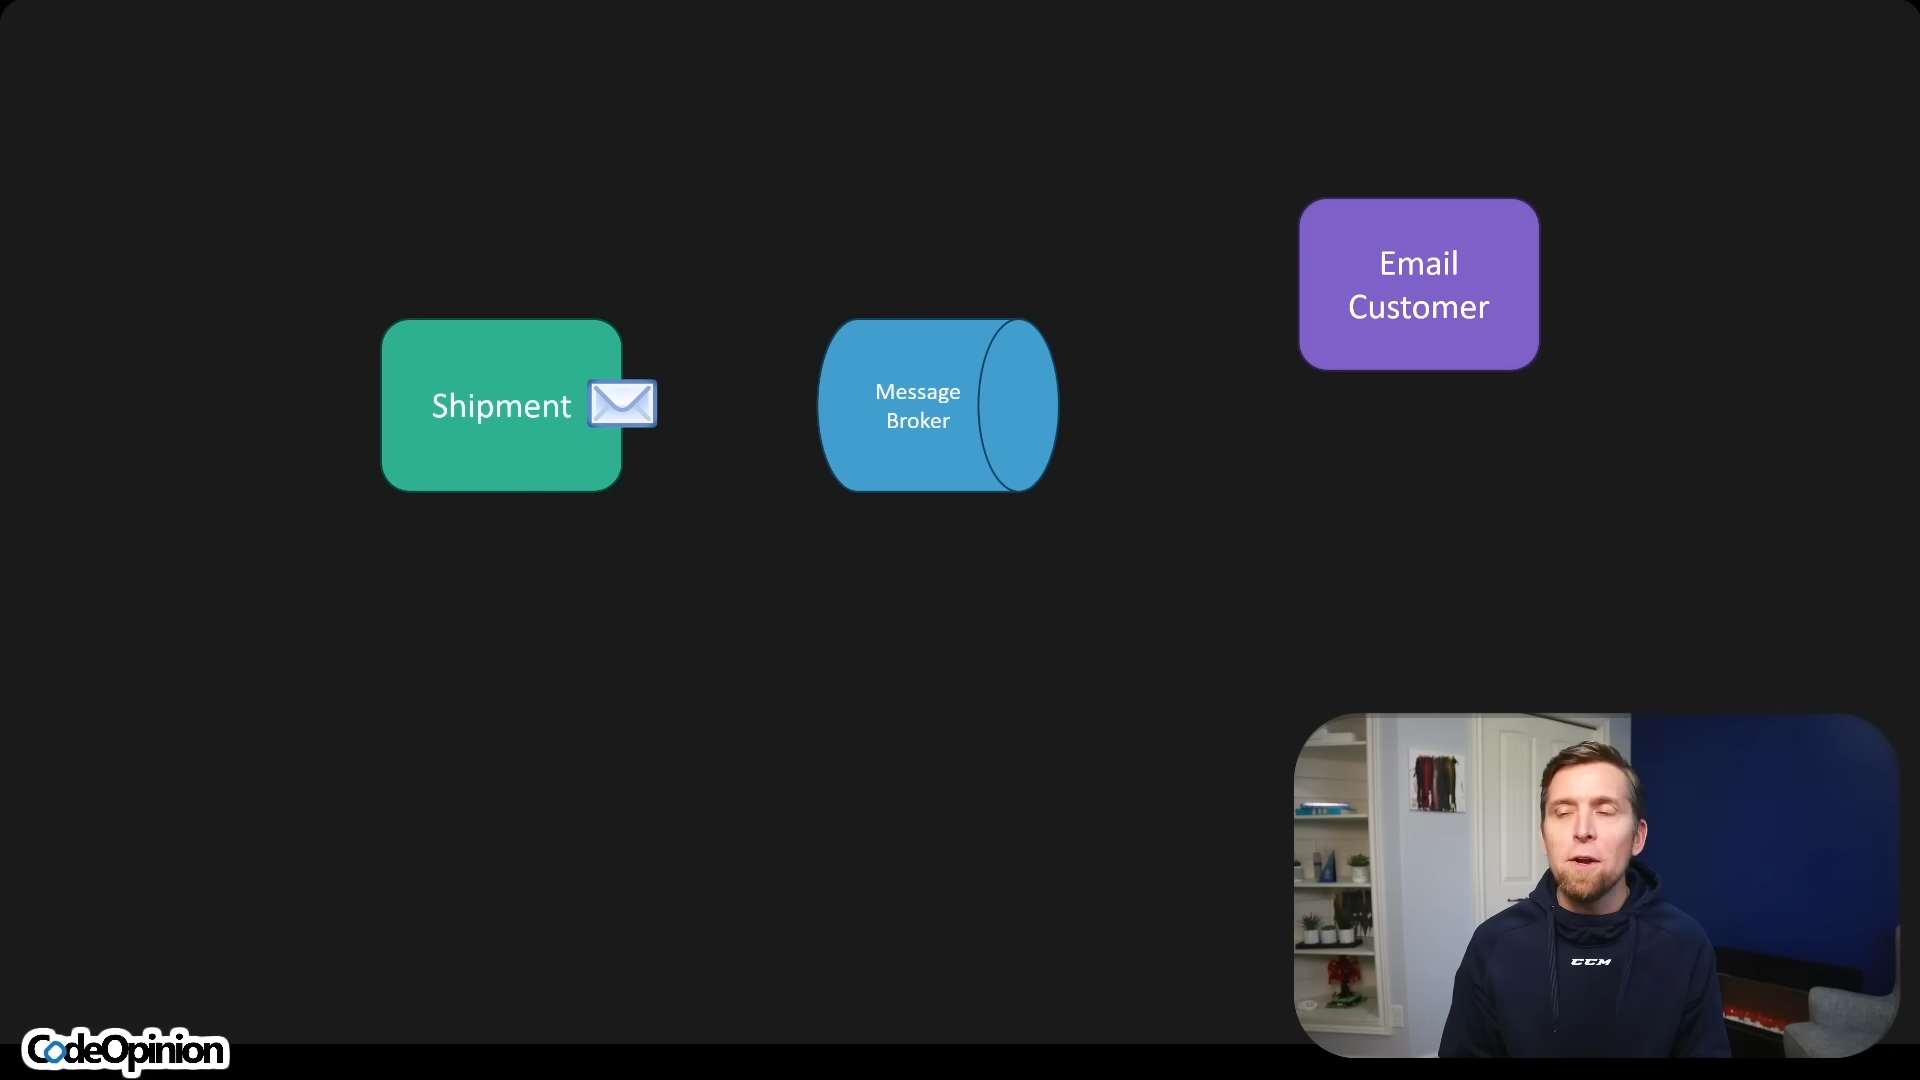 Email
Customer
Shipment
Message
Broker
CCM
CodeOpinion